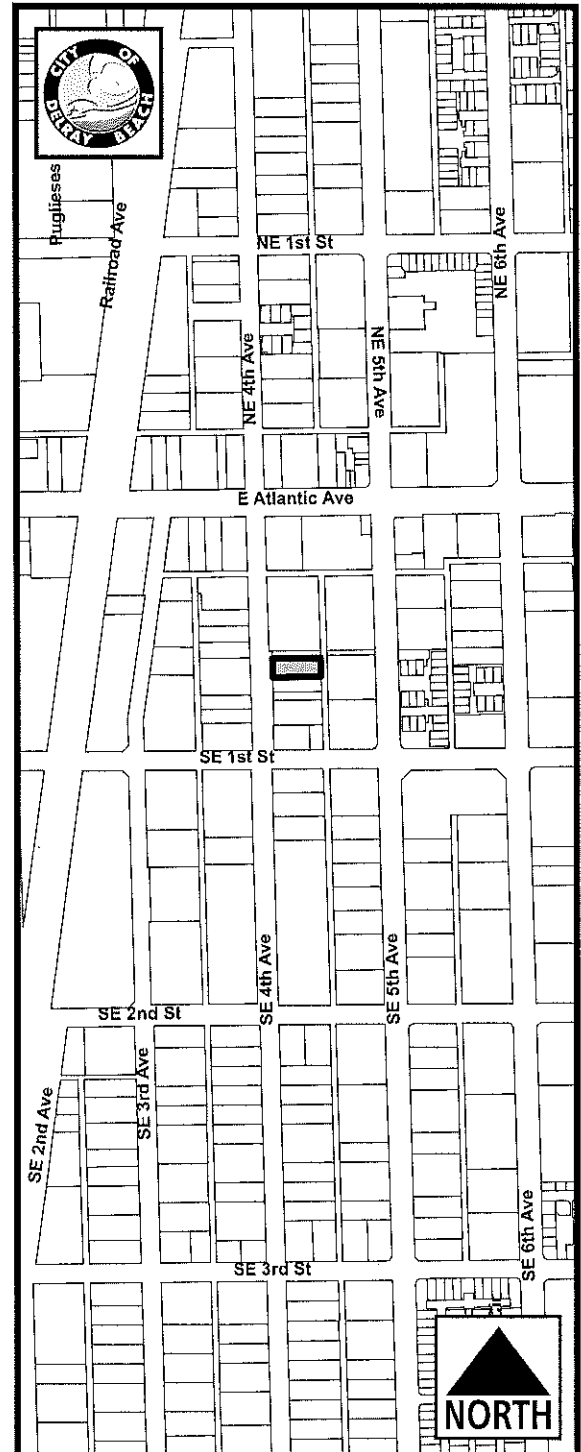 CITY OF
DELRAY BEACH
Puglieses
Railroad Ave
NE 1st St
NE 6th Ave
NE 4th Ave
NE 5th Ave
E Atlantic Ave
SE 1st St
SE 4th Ave
SE 5th Ave
SE 2nd St
SE 3rd Ave
SE 2nd Ave
SE 6th Ave
SE 3rd St
NORTH